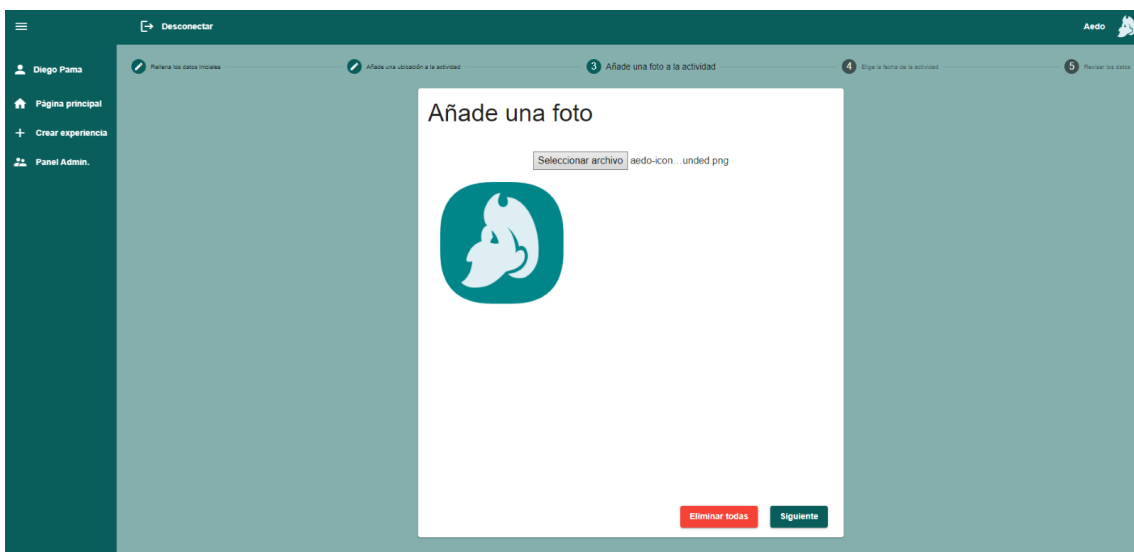 Desconectar
Aedo
Diego Pama
Página principal
Crear experiencia
Panel Admin.
Rellena los datos iniciales
Añade una ubicación a la actividad
3 Añade una foto a la actividad
4 Elige la fecha de la actividad
5 Revisar los datos
Añade una foto
Seleccionar archivo aedo-icon...unded.png
Eliminar todas
Siguiente